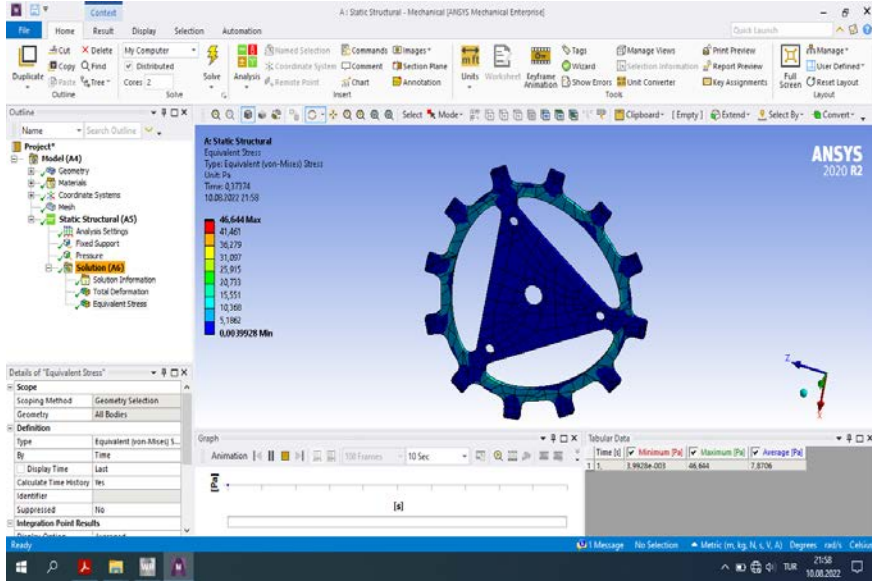 Context
A : Static Structural - Mechanical [ANSYS Mechanical Enterprise]
File Home Result Display Selection Automation
Quick Launch
Duplicate
Cut
Copy
Paste
Delete
Find
Tree
Outline
My Computer
Distributed
Cores 2
Solve
Solve
Analysis
Named Selection
Coordinate System
Remote Point
Commands
Comment
Chart
Images
Section Plane
Annotation
Insert
Units
Worksheet
Keyframe Animation
Tags
Wizard
Show Errors
Manage Views
Selection Information
Unit Converter
Print Preview
Report Preview
Key Assignments
Tools
Full Screen
Manage
User Defined
Reset Layout
Layout
Outline
Name Search Outline
Select Mode
Clipboard [ Empty ] Extend Select By Convert
Project*
Model (A4)
Geometry
Materials
Coordinate Systems
Mesh
Static Structural (A5)
Analysis Settings
Fixed Support
Pressure
Solution (A6)
Solution Information
Total Deformation
Equivalent Stress
A: Static Structural
Equivalent Stress
Type: Equivalent (von-Mises) Stress
Unit: Pa
Time: 0,37374
10.08.2022 21:58
46,644 Max
41,461
36,279
31,097
25,915
20,733
15,551
10,368
5,1862
0,0039928 Min
ANSYS
2020 R2
Z
X
Details of "Equivalent Stress"
Scope
Scoping Method Geometry Selection
Geometry All Bodies
Definition
Type Equivalent (von-Mises) S...
By Time
Display Time Last
Calculate Time History Yes
Identifier
Suppressed No
Integration Point Results
Graph
Animation 100 Frames 10 Sec
[Pa]
[s]
Tabular Data
Time [s] Minimum [Pa] Maximum [Pa] Average [Pa]
1 1, 3,9928e-003 46,644 7,8706
Ready
1 Message No Selection Metric (m, kg, N, s, V, A) Degrees rad/s Celsius
TUR
21:58
10.08.2022